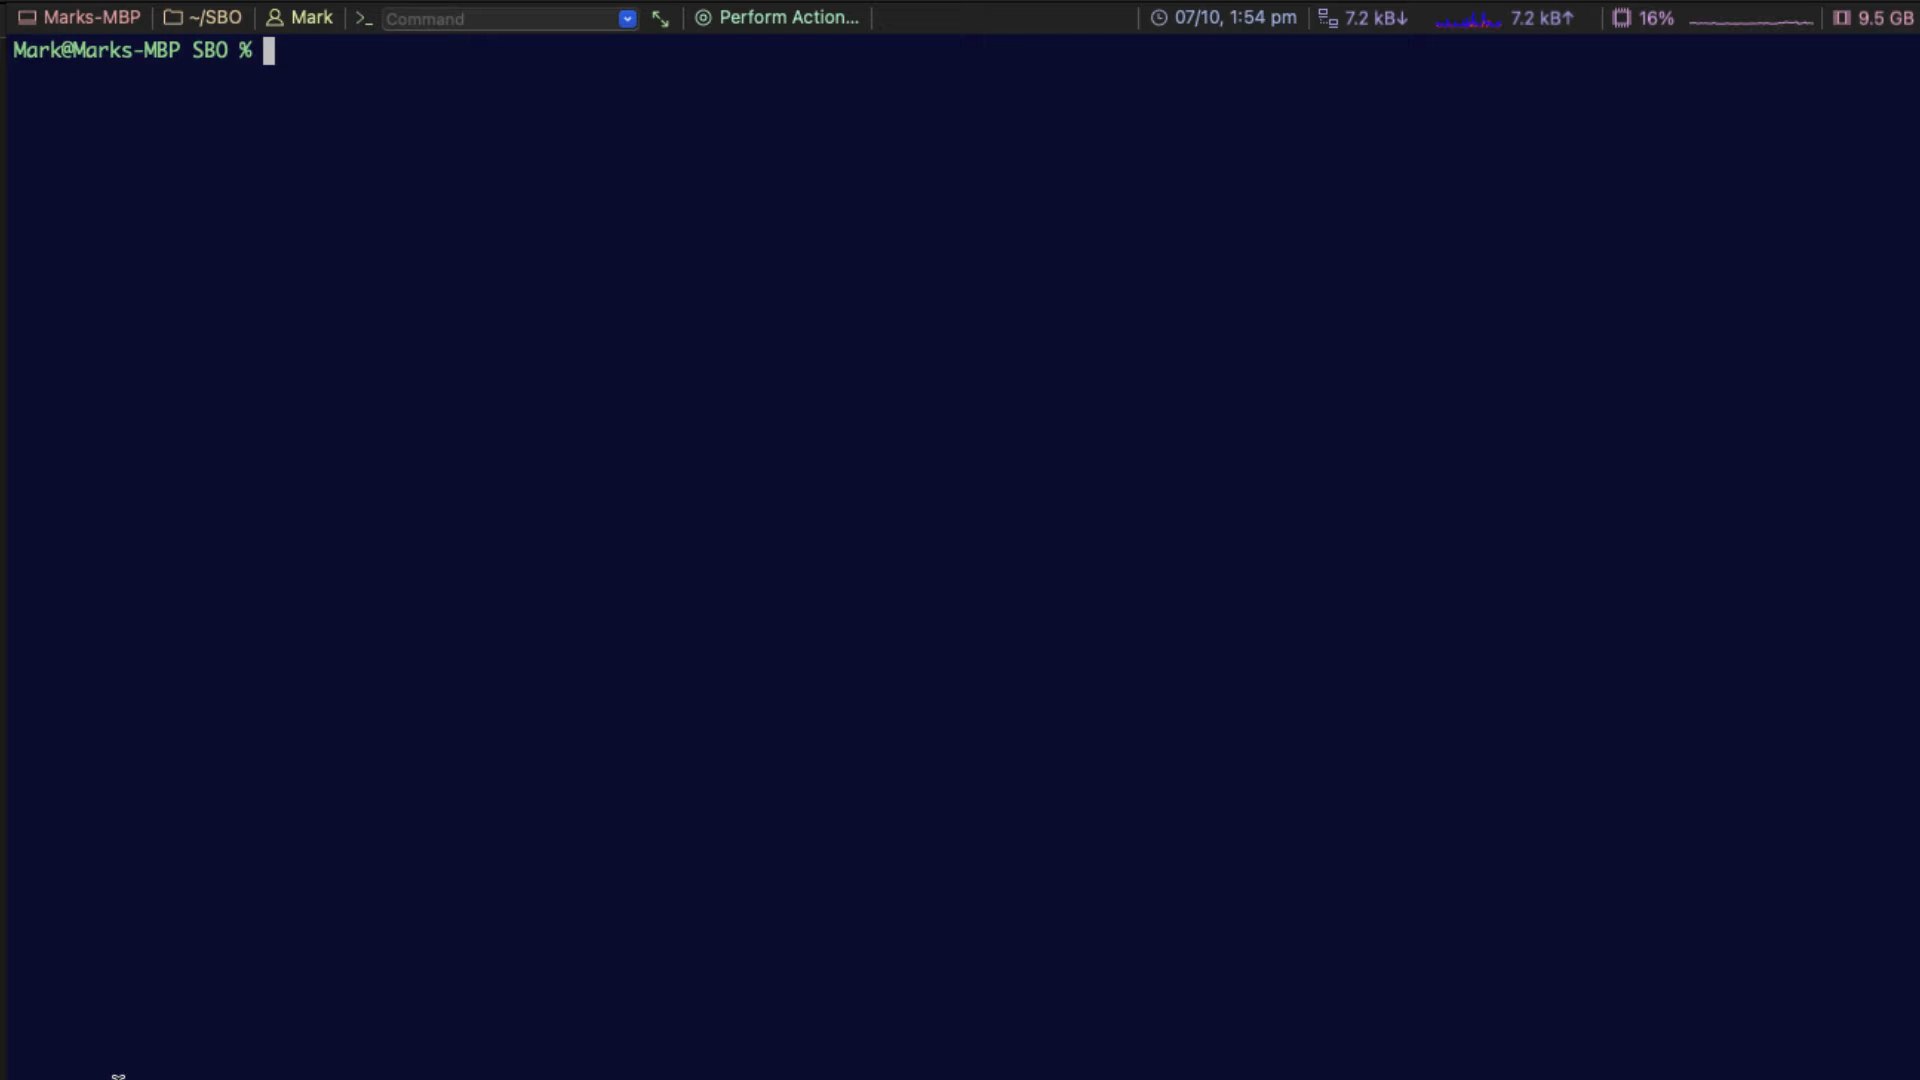 Marks-MBP ~/SBO Mark >_ Command Perform Action... 07/10, 1:54 pm 7.2 kB↓ 7.2 kB↑ 16% 9.5 GB
Mark@Marks-MBP SBO %